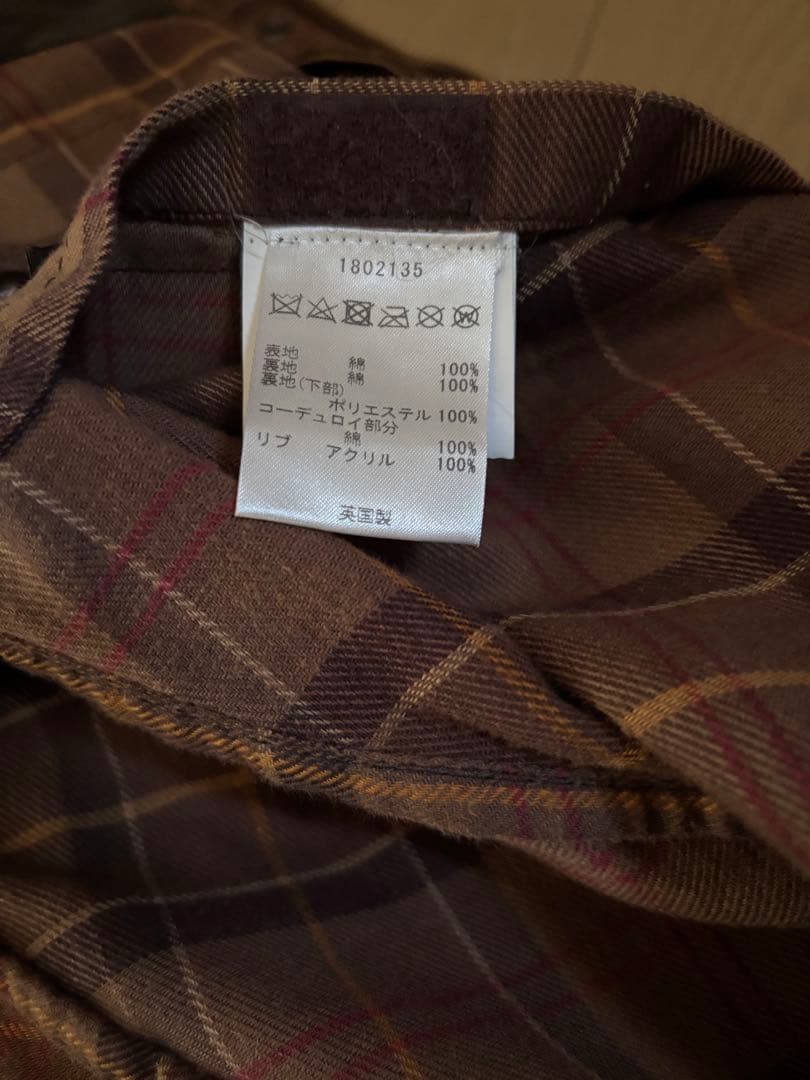 1802135
表地 綿 100%
裏地 綿 100%
裏地(下部)
ポリエステル 100%
コーデュロイ部分
綿 100%
リブ アクリル 100%
英国製